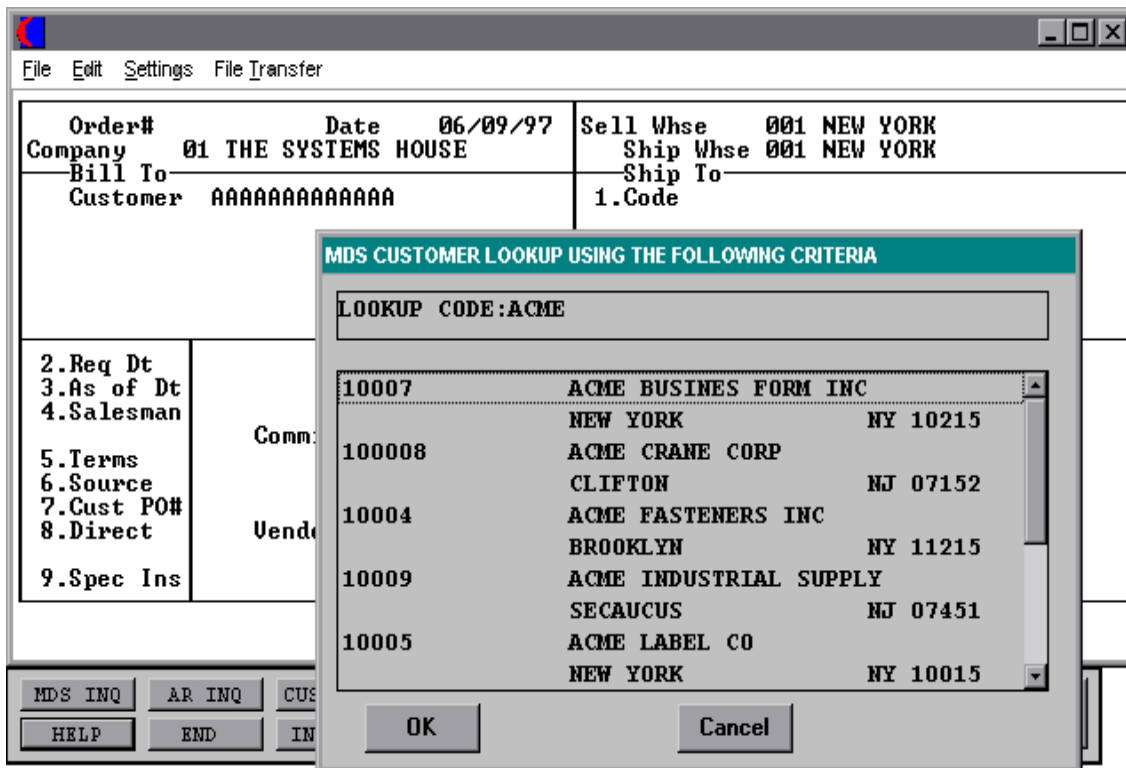 File Edit Settings File Transfer
Order# Date 06/09/97 Sell Whse 001 NEW YORK
Company 01 THE SYSTEMS HOUSE Ship Whse 001 NEW YORK
Bill To Ship To
Customer AAAAAAAAAAAAA 1.Code
MDS CUSTOMER LOOKUP USING THE FOLLOWING CRITERIA
LOOKUP CODE:ACME
2.Req Dt
3.As of Dt
4.Salesman
5.Terms
6.Source
7.Cust PO#
8.Direct
9.Spec Ins
10007 ACME BUSINES FORM INC
NEW YORK NY 10215
100008 ACME CRANE CORP
CLIFTON NJ 07152
10004 ACME FASTENERS INC
BROOKLYN NY 11215
10009 ACME INDUSTRIAL SUPPLY
SECAUCUS NJ 07451
10005 ACME LABEL CO
NEW YORK NY 10015
OK Cancel
MDS INQ AR INQ
HELP END